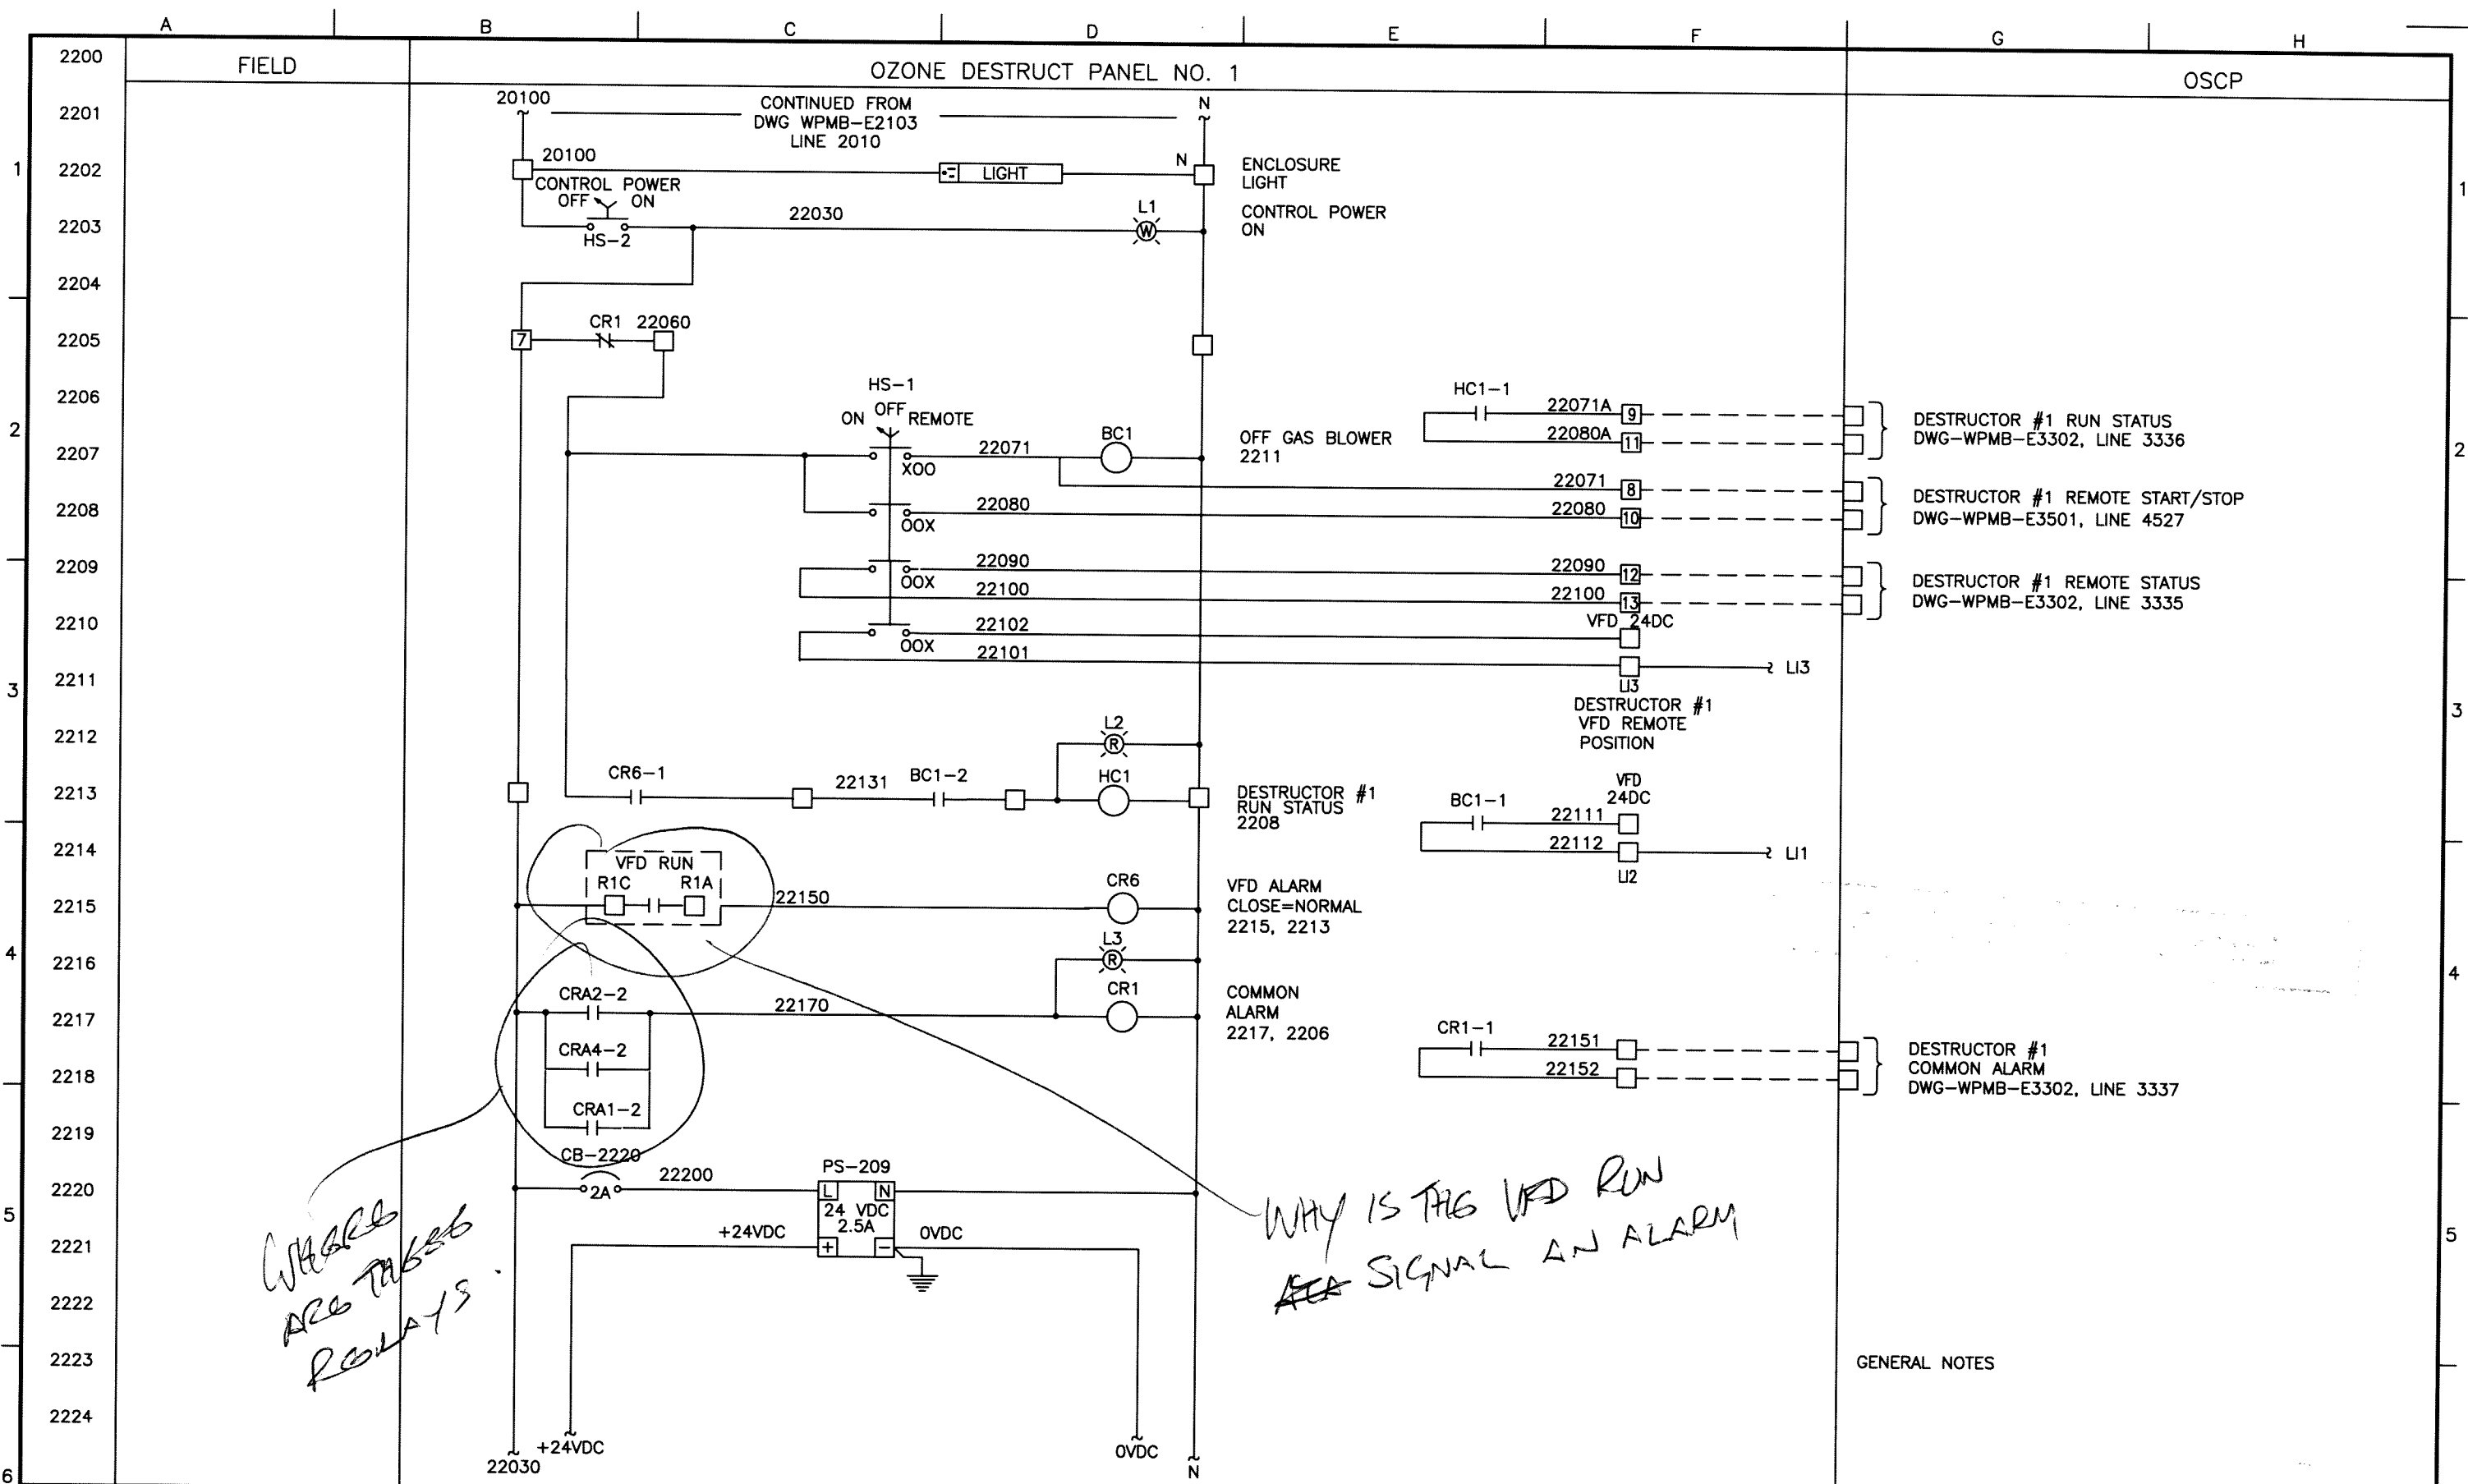 A B C D E F G H
2200 FIELD OZONE DESTRUCT PANEL NO. 1 OSCP
2201 20100 CONTINUED FROM N
DWG WPMB-E2103
LINE 2010
1 2202 20100 LIGHT N ENCLOSURE 1
LIGHT
CONTROL POWER
OFF ON
2203 HS-2 22030 L1 W CONTROL POWER
ON
2204
2205 7 CR1 22060
2206 HS-1 HC1-1 22071A 9
ON OFF REMOTE
22080A 11
DESTRUCTOR #1 RUN STATUS
DWG-WPMB-E3302, LINE 3336
2 2207 XOO 22071 BC1 OFF GAS BLOWER 2
2211
22071 8
2208 OOX 22080 22080 10
DESTRUCTOR #1 REMOTE START/STOP
DWG-WPMB-E3501, LINE 4527
2209 OOX 22090 22090 12
22100 22100 13
DESTRUCTOR #1 REMOTE STATUS
DWG-WPMB-E3302, LINE 3335
2210 OOX 22102 VFD 24DC
22101 LI3
3 2211 LI3 3
DESTRUCTOR #1
VFD REMOTE
POSITION
2212 L2 R
2213 CR6-1 22131 BC1-2 HC1 DESTRUCTOR #1
RUN STATUS
2208
VFD
24DC
BC1-1 22111
2214 VFD RUN 22112 LI1
LI2
R1C R1A
2215 22150 CR6 VFD ALARM
CLOSE=NORMAL
2215, 2213
4 2216 L3 R 4
2217 CRA2-2 22170 CR1 COMMON
ALARM
2217, 2206
CR1-1 22151
2218 CRA4-2 22152
DESTRUCTOR #1
COMMON ALARM
DWG-WPMB-E3302, LINE 3337
2219 CRA1-2
CB-2220
5 2220 2A 22200 PS-209 5
L N
24 VDC
2.5A
2221 +24VDC + - 0VDC
WHERE
ARE THESE
RELAYS
WHY IS THE VFD RUN
SIGNAL AN ALARM
2222
2223 GENERAL NOTES
2224
+24VDC 0VDC
6 22030 N